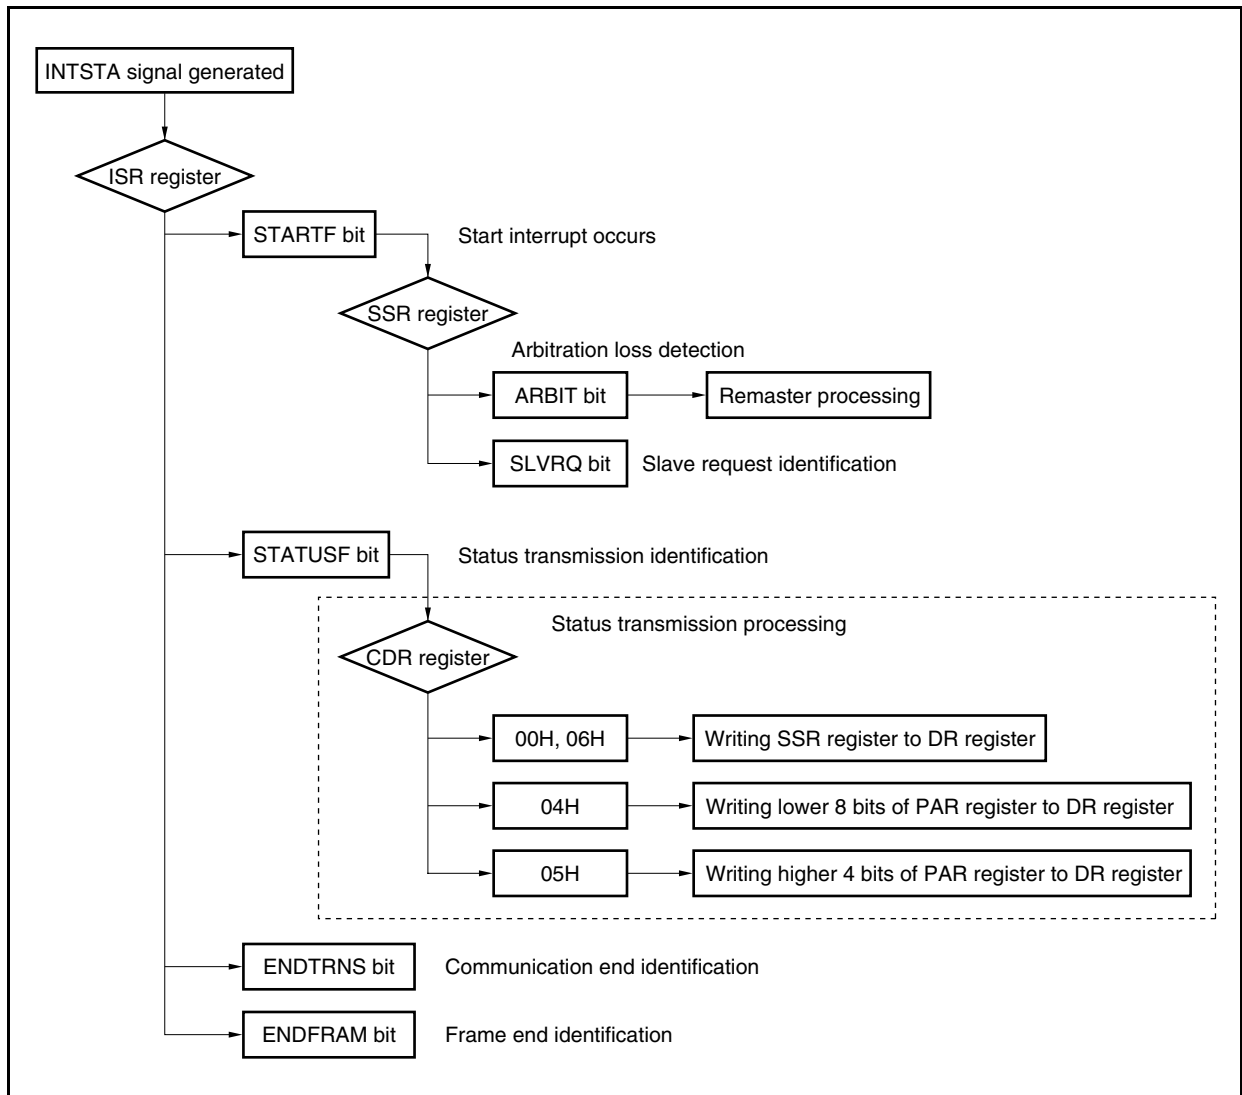 INTSTA signal generated
ISR register
STARTF bit
Start interrupt occurs
SSR register
Arbitration loss detection
ARBIT bit
Remaster processing
SLVRQ bit
Slave request identification
STATUSF bit
Status transmission identification
Status transmission processing
CDR register
00H, 06H
Writing SSR register to DR register
04H
Writing lower 8 bits of PAR register to DR register
05H
Writing higher 4 bits of PAR register to DR register
ENDTRNS bit
Communication end identification
ENDFRAM bit
Frame end identification